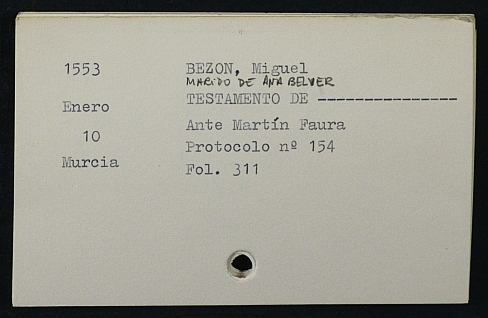 1553
Enero
10
Murcia
BEZON, Miguel
MARIDO DE ANA BELVER
TESTAMENTO DE ---------------
Ante Martín Faura
Protocolo nº 154
Fol. 311